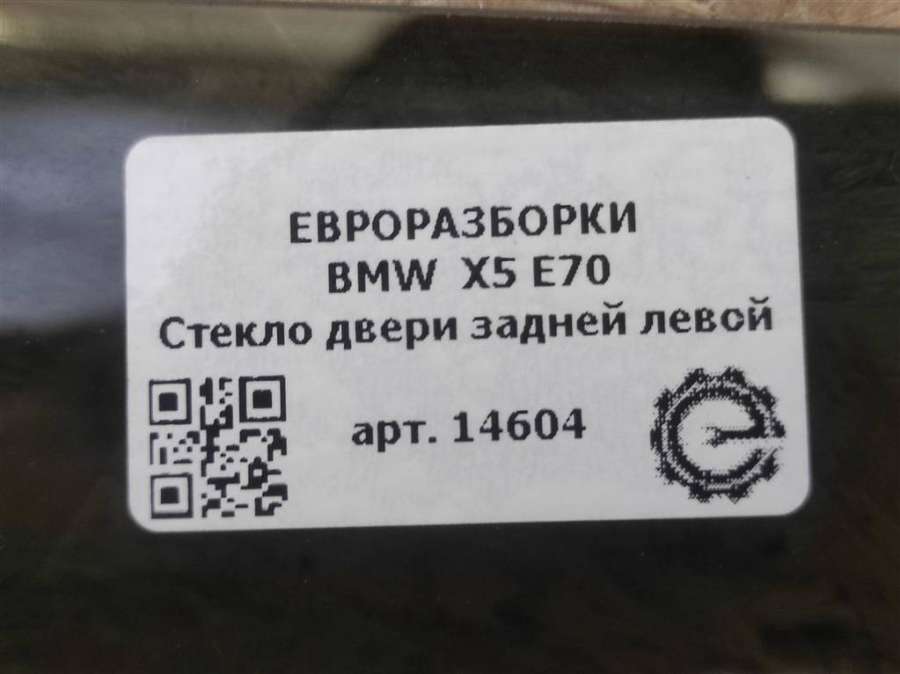 ЕВРОРАЗБОРКИ
BMW X5 E70
Стекло двери задней левой
арт. 14604